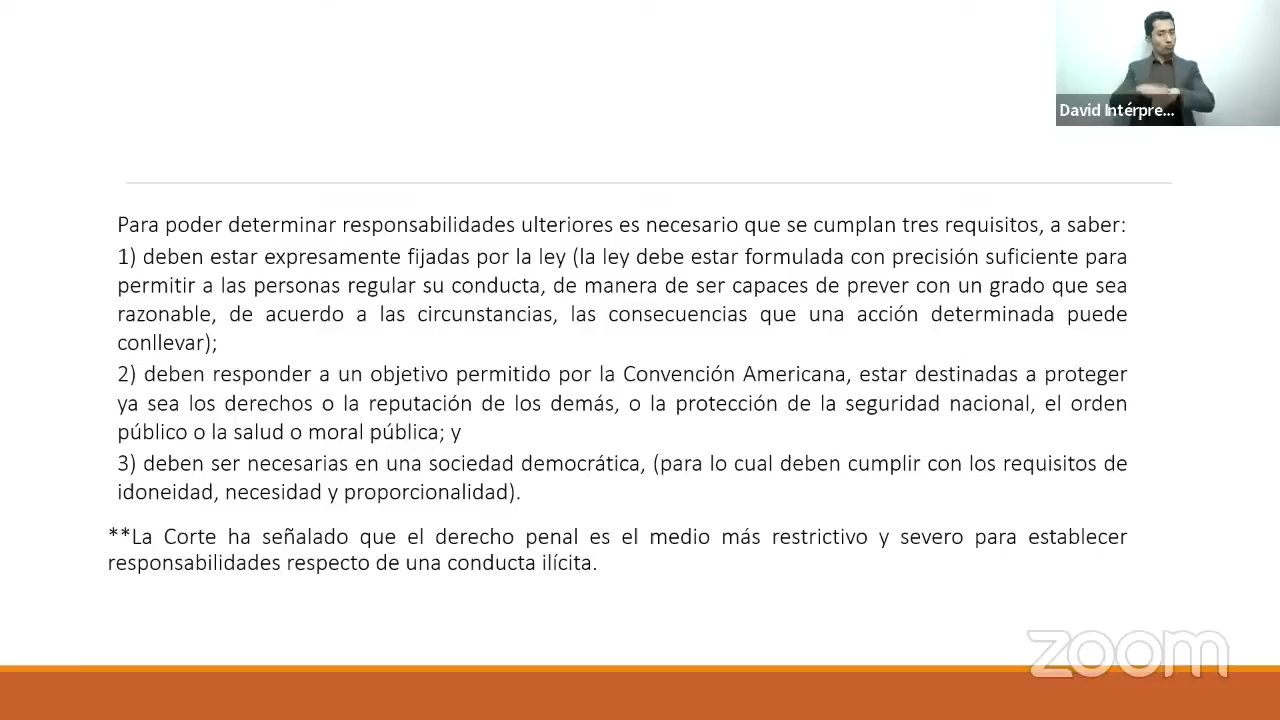 David Intérpre...
Para poder determinar responsabilidades ulteriores es necesario que se cumplan tres requisitos, a saber:
1) deben estar expresamente fijadas por la ley (la ley debe estar formulada con precisión suficiente para
permitir a las personas regular su conducta, de manera de ser capaces de prever con un grado que sea
razonable, de acuerdo a las circunstancias, las consecuencias que una acción determinada puede
conllevar);
2) deben responder a un objetivo permitido por la Convención Americana, estar destinadas a proteger
ya sea los derechos o la reputación de los demás, o la protección de la seguridad nacional, el orden
público o la salud o moral pública; y
3) deben ser necesarias en una sociedad democrática, (para lo cual deben cumplir con los requisitos de
idoneidad, necesidad y proporcionalidad).
**La Corte ha señalado que el derecho penal es el medio más restrictivo y severo para establecer
responsabilidades respecto de una conducta ilícita.
zoom